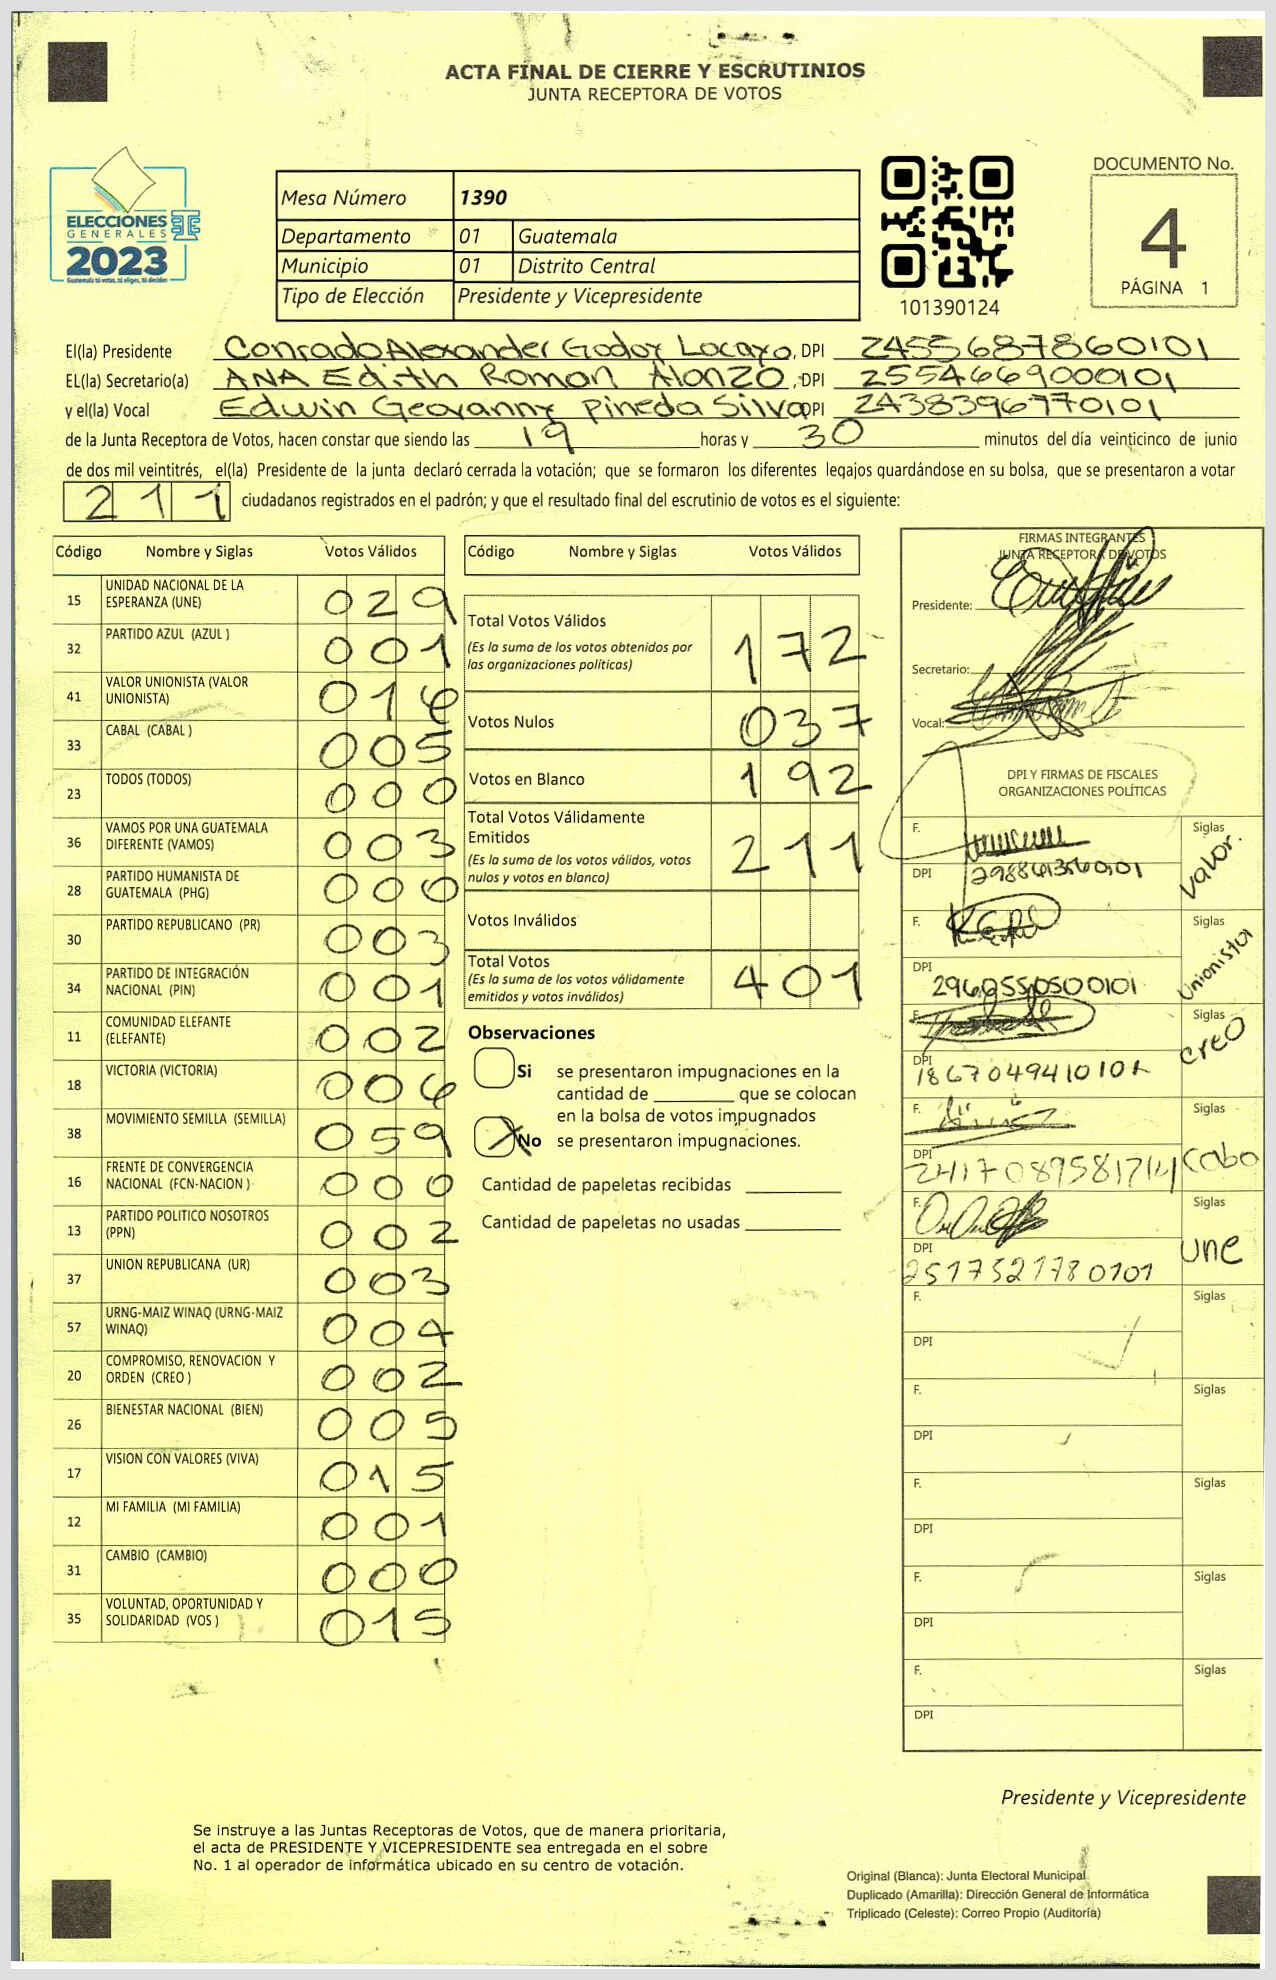 ACTA FINAL DE CIERRE Y ESCRUTINIOS
JUNTA RECEPTORA DE VOTOS
ELECCIONES
GENERALES
2023
Guatemala tú votas, tú eliges, tú decides
Mesa Número 1390
Departamento 01 Guatemala
Municipio 01 Distrito Central
Tipo de Elección Presidente y Vicepresidente
101390124
DOCUMENTO No.
4
PÁGINA 1
El(la) Presidente Conrado Alexander Godoy Locayo, DPI 2455687860101
EL(la) Secretario(a) ANA Edith Roman Alonzo, DPI 2554669000101
y el(la) Vocal Edwin Geovanny Pineda Silva DPI 2438396770101
de la Junta Receptora de Votos, hacen constar que siendo las 19 horas y 30 minutos del día veinticinco de junio
de dos mil veintitrés, el(la) Presidente de la junta declaró cerrada la votación; que se formaron los diferentes legajos quardándose en su bolsa, que se presentaron a votar
211 ciudadanos registrados en el padrón; y que el resultado final del escrutinio de votos es el siguiente:
Código Nombre y Siglas Votos Válidos
15 UNIDAD NACIONAL DE LA ESPERANZA (UNE) 029
32 PARTIDO AZUL (AZUL ) 001
41 VALOR UNIONISTA (VALOR UNIONISTA) 016
33 CABAL (CABAL ) 005
23 TODOS (TODOS) 000
36 VAMOS POR UNA GUATEMALA DIFERENTE (VAMOS) 003
28 PARTIDO HUMANISTA DE GUATEMALA (PHG) 000
30 PARTIDO REPUBLICANO (PR) 003
34 PARTIDO DE INTEGRACIÓN NACIONAL (PIN) 001
11 COMUNIDAD ELEFANTE (ELEFANTE) 002
18 VICTORIA (VICTORIA) 006
38 MOVIMIENTO SEMILLA (SEMILLA) 059
16 FRENTE DE CONVERGENCIA NACIONAL (FCN-NACION ) 000
13 PARTIDO POLITICO NOSOTROS (PPN) 002
37 UNION REPUBLICANA (UR) 003
57 URNG-MAIZ WINAQ (URNG-MAIZ WINAQ) 004
20 COMPROMISO, RENOVACION Y ORDEN (CREO ) 002
26 BIENESTAR NACIONAL (BIEN) 005
17 VISION CON VALORES (VIVA) 015
12 MI FAMILIA (MI FAMILIA) 001
31 CAMBIO (CAMBIO) 000
35 VOLUNTAD, OPORTUNIDAD Y SOLIDARIDAD (VOS ) 015
Código Nombre y Siglas Votos Válidos
Total Votos Válidos 172
(Es la suma de los votos obtenidos por
las organizaciones políticas)
Votos Nulos 037
Votos en Blanco 192
Total Votos Válidamente
Emitidos 211
(Es la suma de los votos válidos, votos
nulos y votos en blanco)
Votos Inválidos
Total Votos 401
(Es la suma de los votos válidamente
emitidos y votos inválidos)
Observaciones
Si se presentaron impugnaciones en la
cantidad de ________ que se colocan
en la bolsa de votos impugnados
X No se presentaron impugnaciones.
Cantidad de papeletas recibidas
Cantidad de papeletas no usadas
FIRMAS INTEGRANTES
JUNTA RECEPTORA DE VOTOS
Presidente:
Secretario:
Vocal:
DPI Y FIRMAS DE FISCALES
ORGANIZACIONES POLÍTICAS
F. Siglas valor.
DPI
F. Siglas Unionista
DPI 2960555050101
F. Siglas creo
DPI 1867049410101
F. Siglas
DPI 2417089581714
F. Siglas une
DPI 2517521780101
F. Siglas
DPI
F. Siglas
DPI
F. Siglas
DPI
F. Siglas
DPI
F. Siglas
DPI
Presidente y Vicepresidente
Se instruye a las Juntas Receptoras de Votos, que de manera prioritaria,
el acta de PRESIDENTE Y VICEPRESIDENTE sea entregada en el sobre
No. 1 al operador de informática ubicado en su centro de votación.
Original (Blanca): Junta Electoral Municipal
Duplicado (Amarilla): Dirección General de Informática
Triplicado (Celeste): Correo Propio (Auditoría)